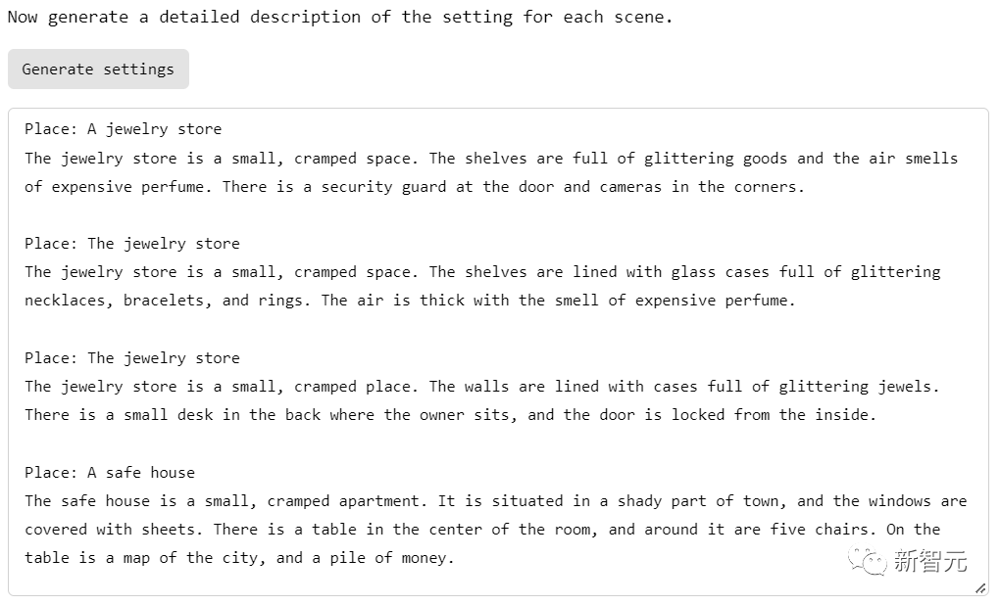 Now generate a detailed description of the setting for each scene.
Generate settings
Place: A jewelry store
The jewelry store is a small, cramped space. The shelves are full of glittering goods and the air smells
of expensive perfume. There is a security guard at the door and cameras in the corners.
Place: The jewelry store
The jewelry store is a small, cramped space. The shelves are lined with glass cases full of glittering
necklaces, bracelets, and rings. The air is thick with the smell of expensive perfume.
Place: The jewelry store
The jewelry store is a small, cramped place. The walls are lined with cases full of glittering jewels.
There is a small desk in the back where the owner sits, and the door is locked from the inside.
Place: A safe house
The safe house is a small, cramped apartment. It is situated in a shady part of town, and the windows are
covered with sheets. There is a table in the center of the room, and around it are five chairs. On the
table is a map of the city, and a pile of money.
新智元